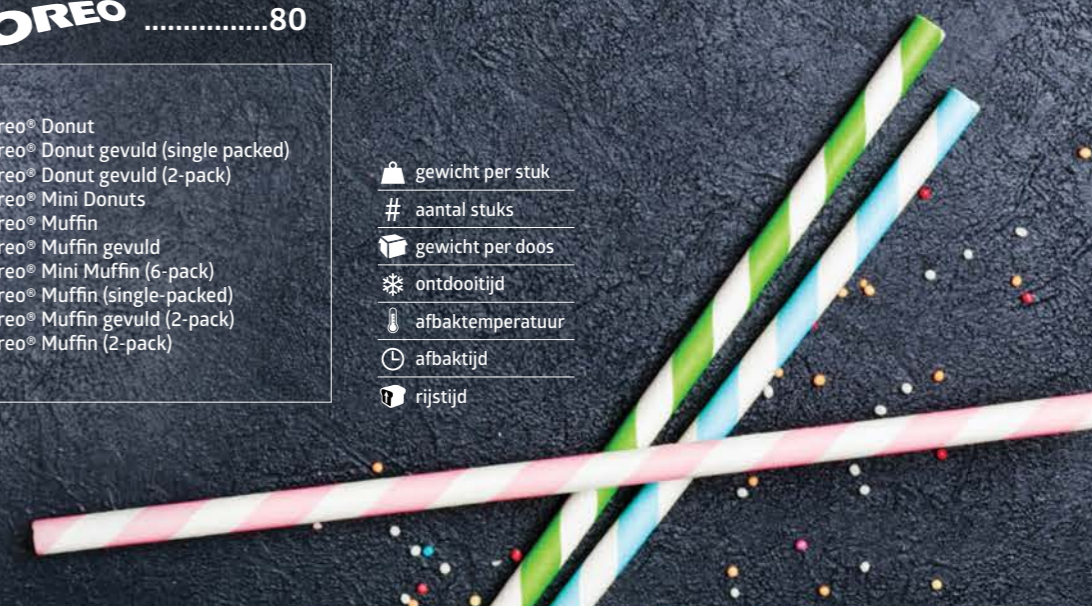 OREO ................80
reo® Donut
reo® Donut gevuld (single packed)
reo® Donut gevuld (2-pack)
reo® Mini Donuts
reo® Muffin
reo® Muffin gevuld
reo® Mini Muffin (6-pack)
reo® Muffin (single-packed)
reo® Muffin gevuld (2-pack)
reo® Muffin (2-pack)
gewicht per stuk
# aantal stuks
gewicht per doos
ontdooitijd
afbaktemperatuur
afbaktijd
rijstijd